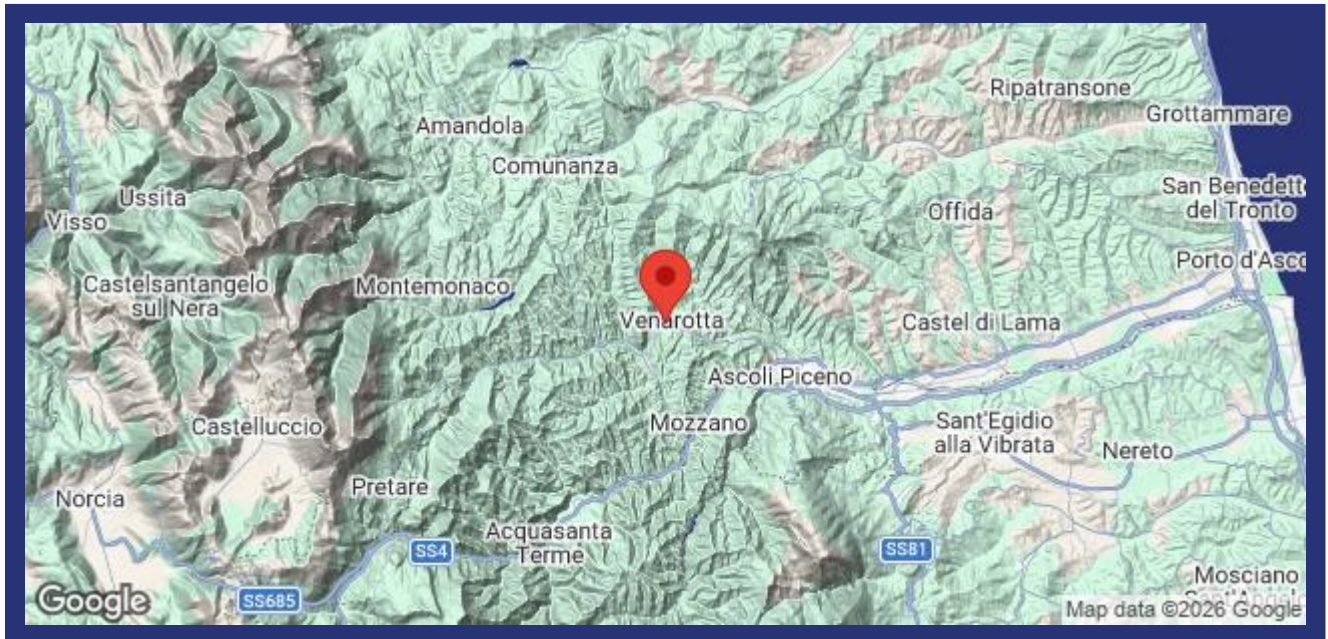 Ripatransone
Grottammare
Amandola
Comunanza
Ussita
Visso
San Benedett
del Tronto
Offida
Porto d'Asco
Castelsantangelo
sul Nera
Montemonaco
Venarotta
Castel di Lama
Ascoli Piceno
Castelluccio
Mozzano
Sant'Egidio
alla Vibrata
Nereto
Norcia
Pretare
Acquasanta
Terme
SS4
SS81
SS685
Mosciano
Google
Map data ©2026 Google